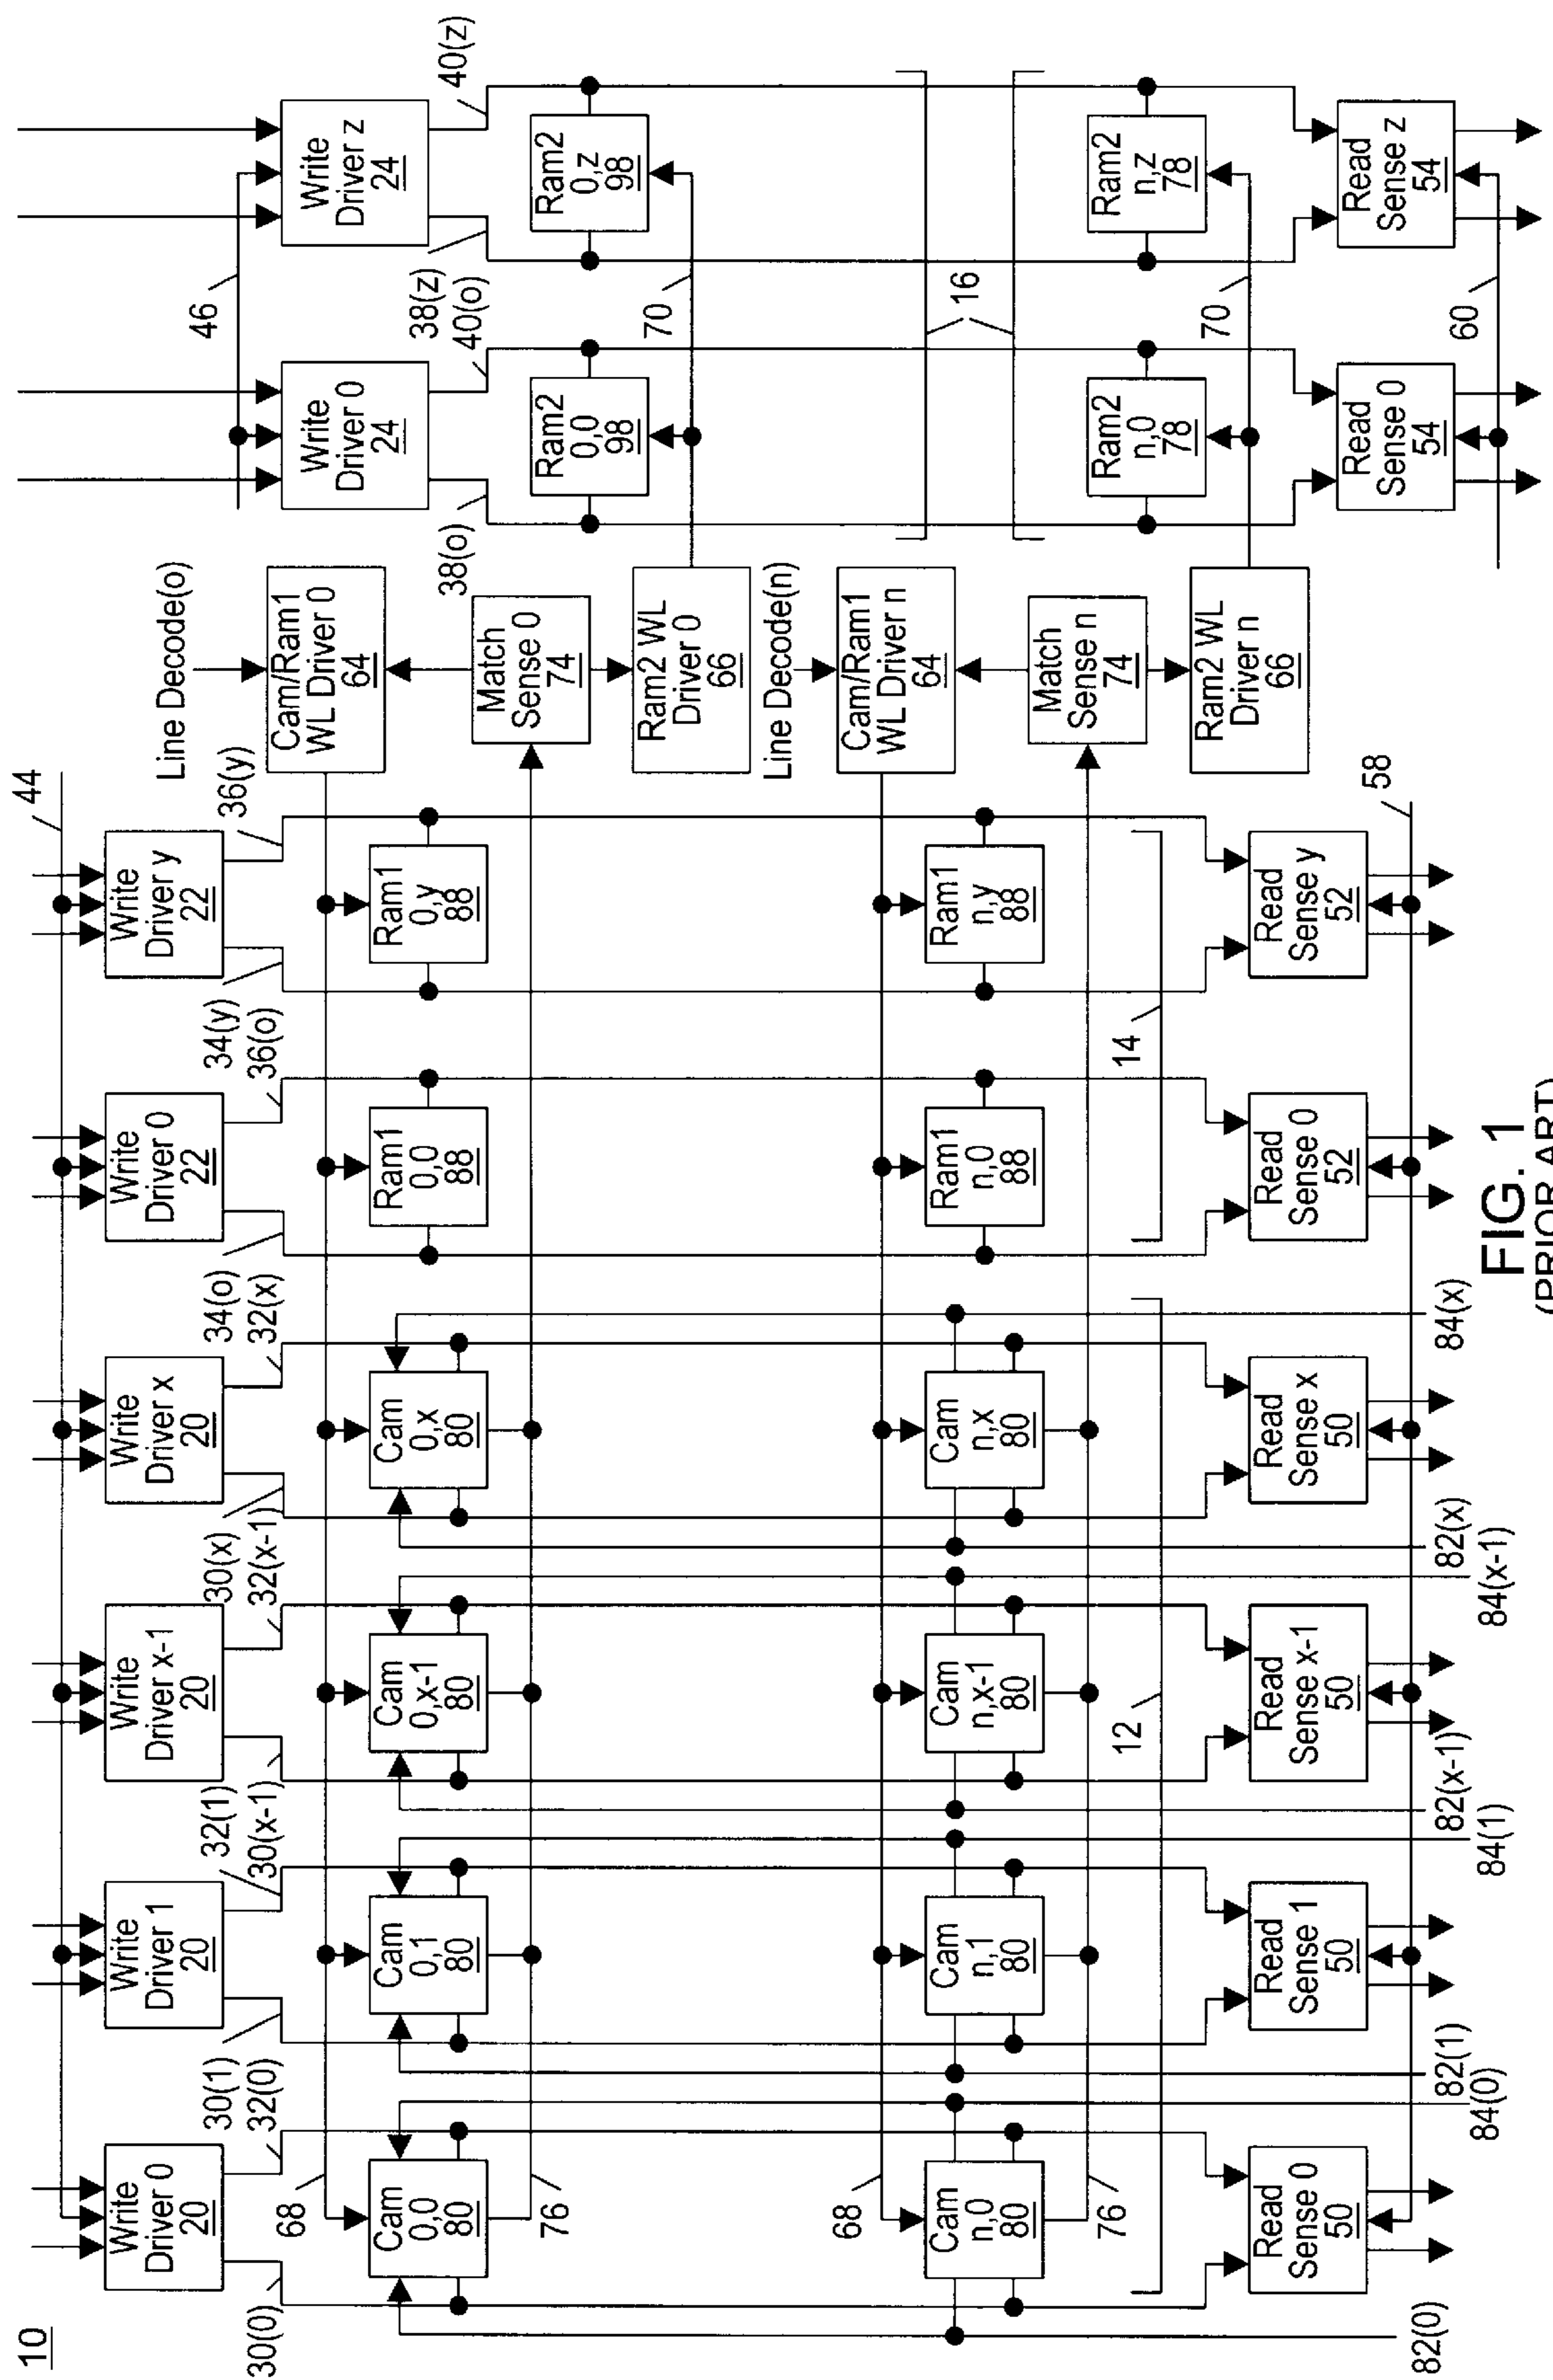 10
44
46
Write
Driver 0
20
Write
Driver 1
20
Write
Driver x-1
20
Write
Driver x
20
Write
Driver 0
22
Write
Driver y
22
Line Decode(o)
Write
Driver 0
24
Write
Driver z
24
30(0)
30(1)
32(0)
32(1)
30(x-1)
30(x)
32(x-1)
34(o)
32(x)
34(y)
36(o)
36(y)
Cam/Ram1
WL Driver 0
64
38(o)
38(z)
40(o)
40(z)
68
Cam
0,0
80
Cam
0,1
80
Cam
0,x-1
80
Cam
0,x
80
Ram1
0,0
88
Ram1
0,y
88
Match
Sense 0
74
Ram2
0,0
98
Ram2
0,z
98
76
Ram2 WL
Driver 0
66
70
Line Decode(n)
68
Cam/Ram1
WL Driver n
64
16
Cam
n,0
80
Cam
n,1
80
Cam
n,x-1
80
Cam
n,x
80
Ram1
n,0
88
Ram1
n,y
88
Match
Sense n
74
Ram2
n,0
78
Ram2
n,z
78
76
12
14
Ram2 WL
Driver n
66
70
Read
Sense 0
50
Read
Sense 1
50
Read
Sense x-1
50
Read
Sense x
50
Read
Sense 0
52
Read
Sense y
52
58
Read
Sense 0
54
Read
Sense z
54
60
82(0)
82(1)
84(0)
82(x-1)
84(1)
82(x)
84(x-1)
84(x)
FIG. 1
(PRIOR ART)